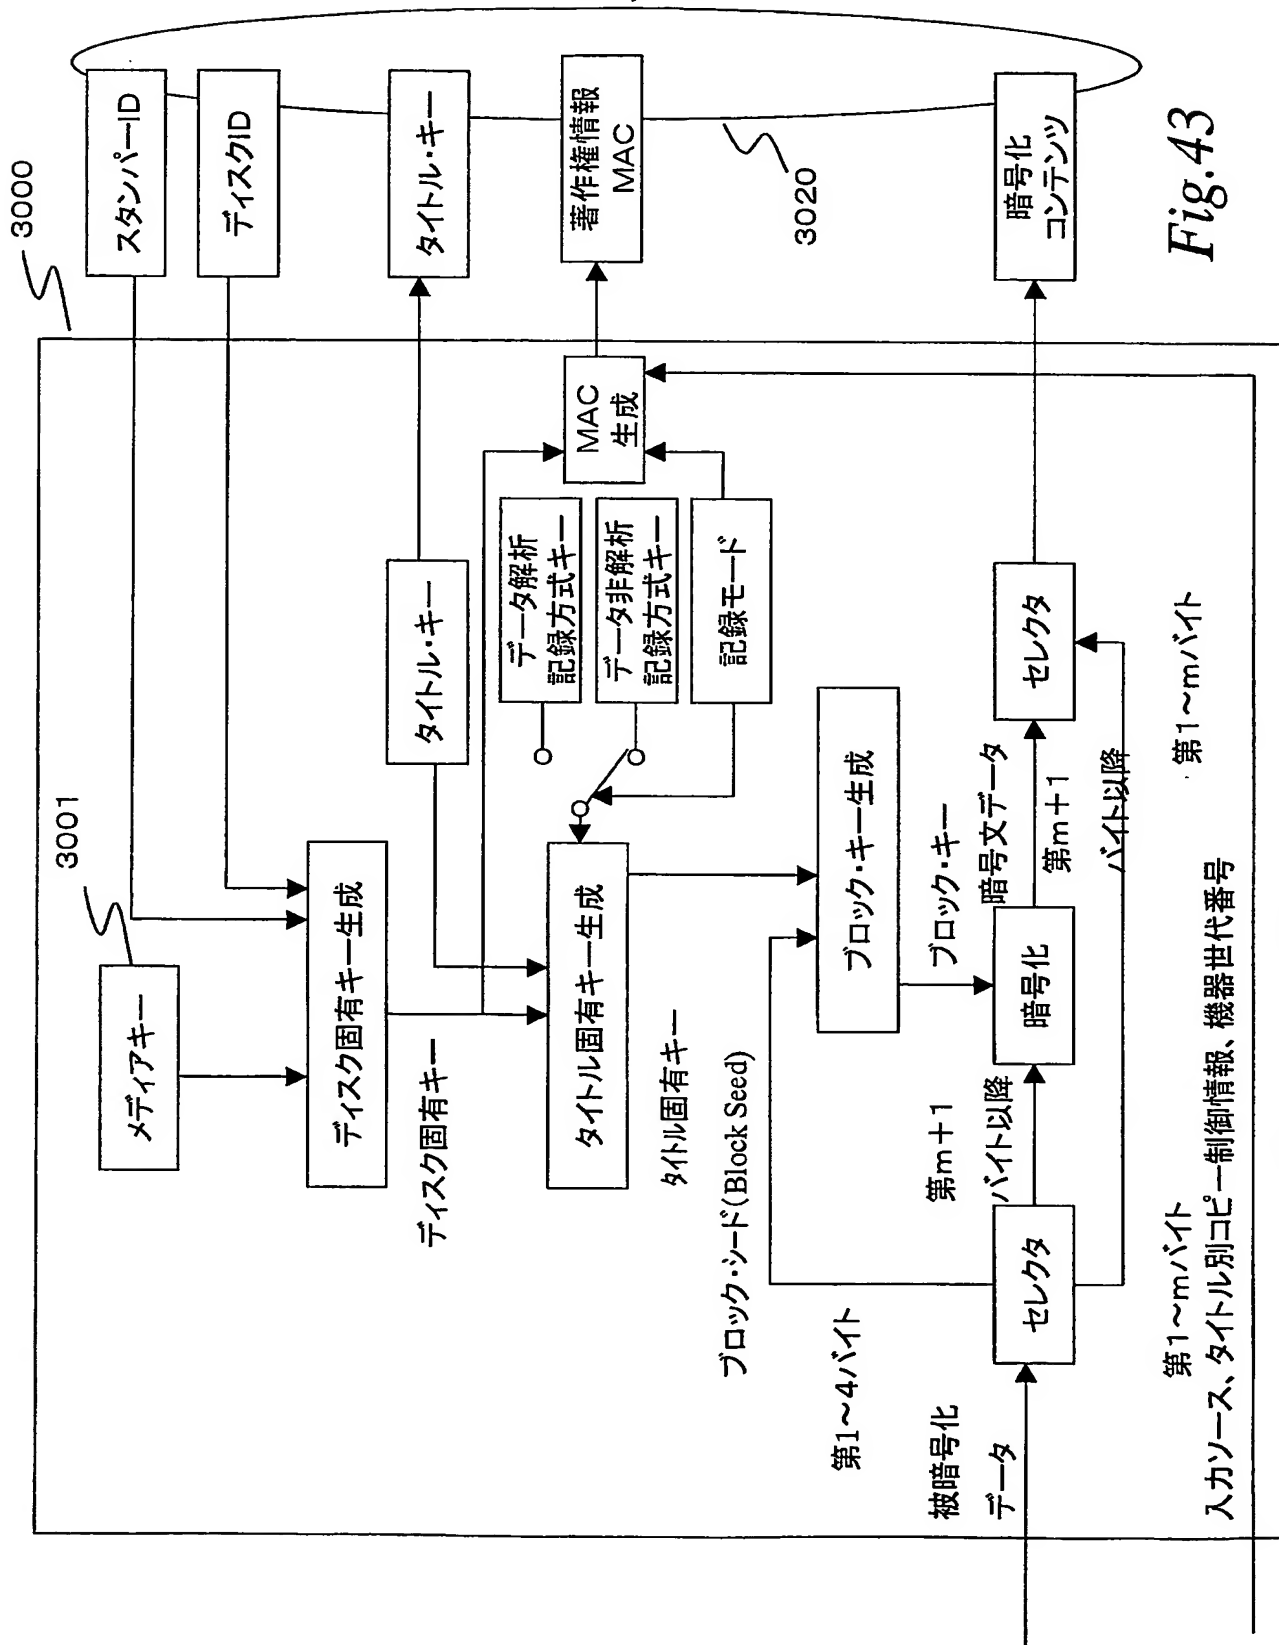 3000
スタンパーID
ディスクID
タイトル・キー
著作権情報
MAC
3020
暗号化
コンテンツ
Fig.43
3001
メディアキー
ディスク固有キー生成
ディスク固有キー
タイトル・キー
MAC
生成
データ解析
記録方式キー
データ非解析
記録方式キー
記録モード
タイトル固有キー生成
タイトル固有キー
ブロック・シード(Block Seed)
ブロック・キー生成
ブロック・キー
第1～4バイト
被暗号化
データ
セレクタ
第m+1
バイト以降
暗号化
暗号文データ
第m+1
バイト以降
セレクタ
第1～mバイト
第1～mバイト
入力ソース、タイトル別コピー制御情報、機器世代番号